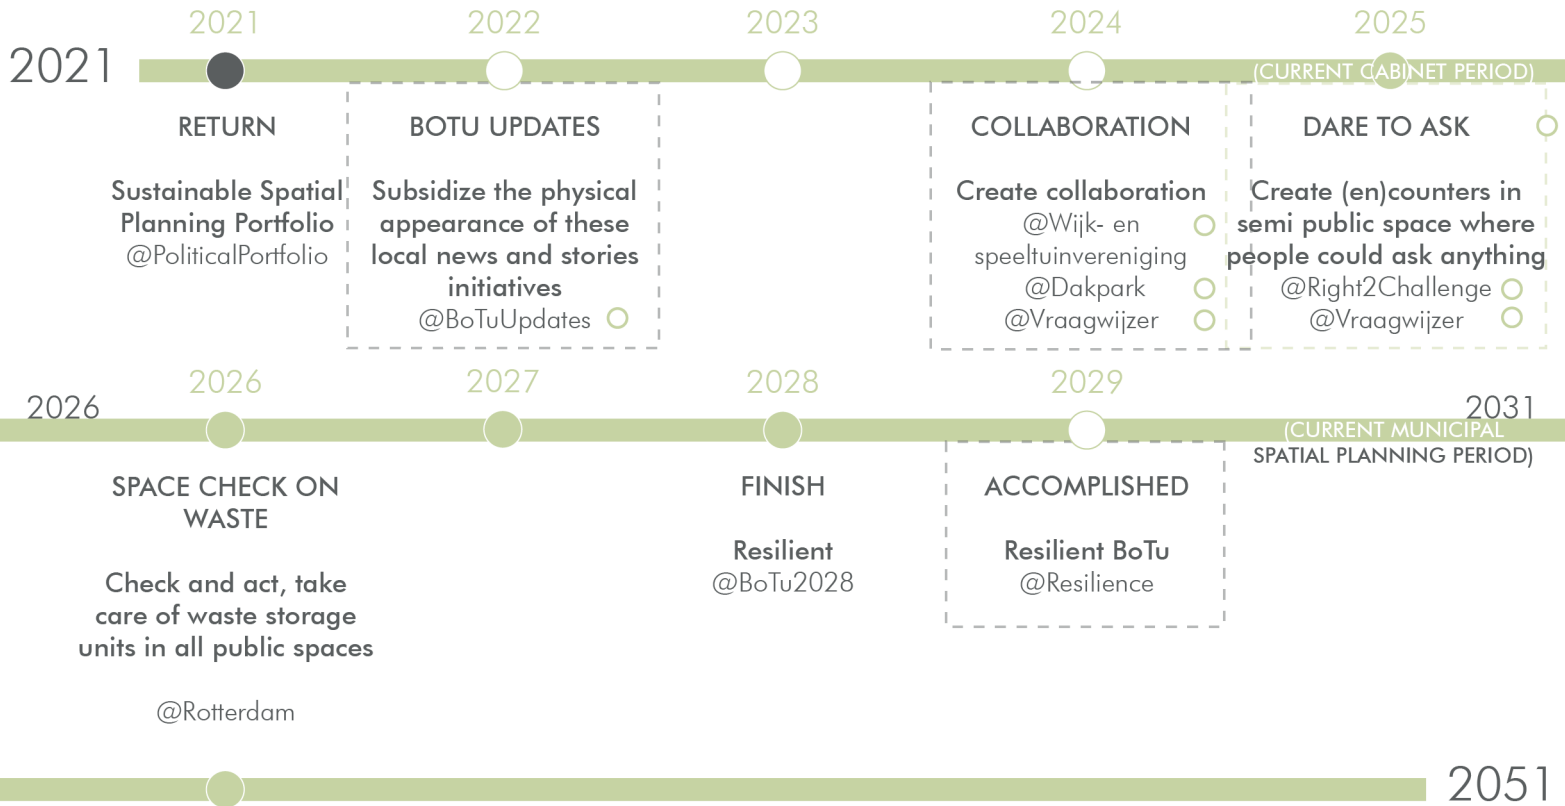 2021 2022 2023 2024 2025
2021
(CURRENT CABINET PERIOD)
RETURN
Sustainable Spatial
Planning Portfolio
@PoliticalPortfolio
BOTU UPDATES
Subsidize the physical
appearance of these
local news and stories
initiatives
@BoTuUpdates
COLLABORATION
Create collaboration
@Wijk- en
speeltuinvereniging
@Dakpark
@Vraagwijzer
DARE TO ASK
Create (en)counters in
semi public space where
people could ask anything
@Right2Challenge
@Vraagwijzer
2026 2027 2028 2029
2026
2031
(CURRENT MUNICIPAL
SPATIAL PLANNING PERIOD)
SPACE CHECK ON
WASTE
Check and act, take
care of waste storage
units in all public spaces
@Rotterdam
FINISH
Resilient
@BoTu2028
ACCOMPLISHED
Resilient BoTu
@Resilience
2051